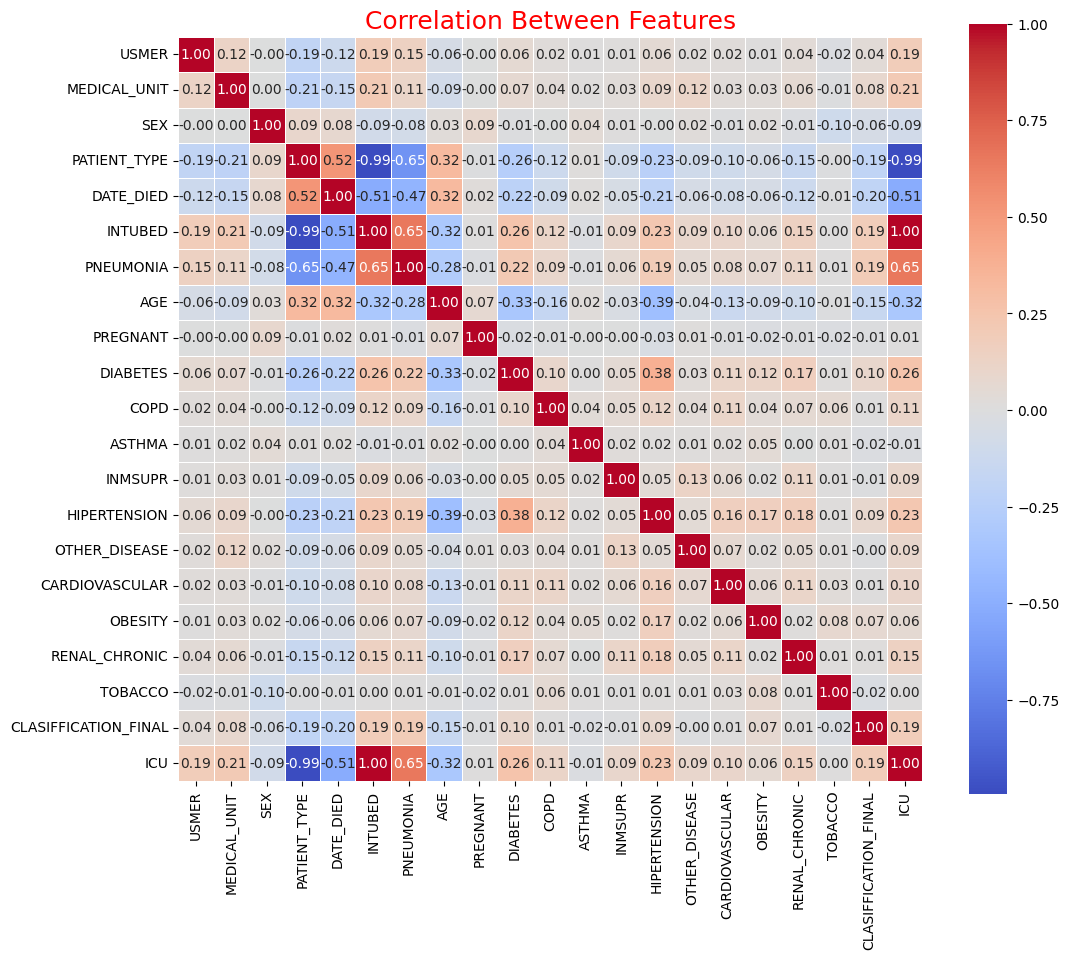 Correlation Between Features
USMER 1.00 0.12 -0.00 -0.19 -0.12 0.19 0.15 -0.06 -0.00 0.06 0.02 0.01 0.01 0.06 0.02 0.02 0.01 0.04 -0.02 0.04 0.19
MEDICAL_UNIT 0.12 1.00 0.00 -0.21 -0.15 0.21 0.11 -0.09 -0.00 0.07 0.04 0.02 0.03 0.09 0.12 0.03 0.03 0.06 -0.01 0.08 0.21
SEX -0.00 0.00 1.00 0.09 0.08 -0.09 -0.08 0.03 0.09 -0.01 -0.00 0.04 0.01 -0.00 0.02 -0.01 0.02 -0.01 -0.10 -0.06 -0.09
PATIENT_TYPE -0.19 -0.21 0.09 1.00 0.52 -0.99 -0.65 0.32 -0.01 -0.26 -0.12 0.01 -0.09 -0.23 -0.09 -0.10 -0.06 -0.15 -0.00 -0.19 -0.99
DATE_DIED -0.12 -0.15 0.08 0.52 1.00 -0.51 -0.47 0.32 0.02 -0.22 -0.09 0.02 -0.05 -0.21 -0.06 -0.08 -0.06 -0.12 -0.01 -0.20 -0.51
INTUBED 0.19 0.21 -0.09 -0.99 -0.51 1.00 0.65 -0.32 0.01 0.26 0.12 -0.01 0.09 0.23 0.09 0.10 0.06 0.15 0.00 0.19 1.00
PNEUMONIA 0.15 0.11 -0.08 -0.65 -0.47 0.65 1.00 -0.28 -0.01 0.22 0.09 -0.01 0.06 0.19 0.05 0.08 0.07 0.11 0.01 0.19 0.65
AGE -0.06 -0.09 0.03 0.32 0.32 -0.32 -0.28 1.00 0.07 -0.33 -0.16 0.02 -0.03 -0.39 -0.04 -0.13 -0.09 -0.10 -0.01 -0.15 -0.32
PREGNANT -0.00 -0.00 0.09 -0.01 0.02 0.01 -0.01 0.07 1.00 -0.02 -0.01 -0.00 -0.00 -0.03 0.01 -0.01 -0.02 -0.01 -0.02 -0.01 0.01
DIABETES 0.06 0.07 -0.01 -0.26 -0.22 0.26 0.22 -0.33 -0.02 1.00 0.10 0.00 0.05 0.38 0.03 0.11 0.12 0.17 0.01 0.10 0.26
COPD 0.02 0.04 -0.00 -0.12 -0.09 0.12 0.09 -0.16 -0.01 0.10 1.00 0.04 0.05 0.12 0.04 0.11 0.04 0.07 0.06 0.01 0.11
ASTHMA 0.01 0.02 0.04 0.01 0.02 -0.01 -0.01 0.02 -0.00 0.00 0.04 1.00 0.02 0.02 0.01 0.02 0.05 0.00 0.01 -0.02 -0.01
INMSUPR 0.01 0.03 0.01 -0.09 -0.05 0.09 0.06 -0.03 -0.00 0.05 0.05 0.02 1.00 0.05 0.13 0.06 0.02 0.11 0.01 -0.01 0.09
HIPERTENSION 0.06 0.09 -0.00 -0.23 -0.21 0.23 0.19 -0.39 -0.03 0.38 0.12 0.02 0.05 1.00 0.05 0.16 0.17 0.18 0.01 0.09 0.23
OTHER_DISEASE 0.02 0.12 0.02 -0.09 -0.06 0.09 0.05 -0.04 0.01 0.03 0.04 0.01 0.13 0.05 1.00 0.07 0.02 0.05 0.01 -0.00 0.09
CARDIOVASCULAR 0.02 0.03 -0.01 -0.10 -0.08 0.10 0.08 -0.13 -0.01 0.11 0.11 0.02 0.06 0.16 0.07 1.00 0.06 0.11 0.03 0.01 0.10
OBESITY 0.01 0.03 0.02 -0.06 -0.06 0.06 0.07 -0.09 -0.02 0.12 0.04 0.05 0.02 0.17 0.02 0.06 1.00 0.02 0.08 0.07 0.06
RENAL_CHRONIC 0.04 0.06 -0.01 -0.15 -0.12 0.15 0.11 -0.10 -0.01 0.17 0.07 0.00 0.11 0.18 0.05 0.11 0.02 1.00 0.01 0.01 0.15
TOBACCO -0.02 -0.01 -0.10 -0.00 -0.01 0.00 0.01 -0.01 -0.02 0.01 0.06 0.01 0.01 0.01 0.01 0.03 0.08 0.01 1.00 -0.02 0.00
CLASIFFICATION_FINAL 0.04 0.08 -0.06 -0.19 -0.20 0.19 0.19 -0.15 -0.01 0.10 0.01 -0.02 -0.01 0.09 -0.00 0.01 0.07 0.01 -0.02 1.00 0.19
ICU 0.19 0.21 -0.09 -0.99 -0.51 1.00 0.65 -0.32 0.01 0.26 0.11 -0.01 0.09 0.23 0.09 0.10 0.06 0.15 0.00 0.19 1.00
USMER MEDICAL_UNIT SEX PATIENT_TYPE DATE_DIED INTUBED PNEUMONIA AGE PREGNANT DIABETES COPD ASTHMA INMSUPR HIPERTENSION OTHER_DISEASE CARDIOVASCULAR OBESITY RENAL_CHRONIC TOBACCO CLASIFFICATION_FINAL ICU
1.00
0.75
0.50
0.25
0.00
−0.25
−0.50
−0.75